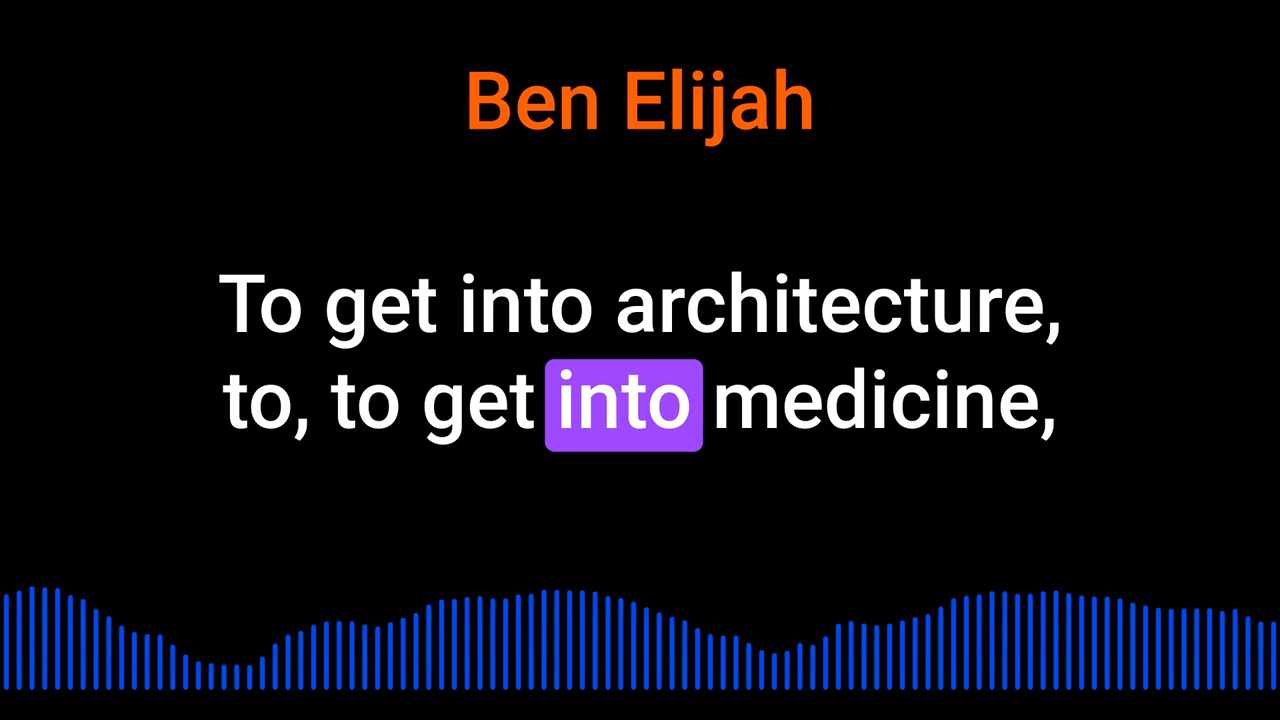 Ben Elijah
To get into architecture,
to, to get into medicine,